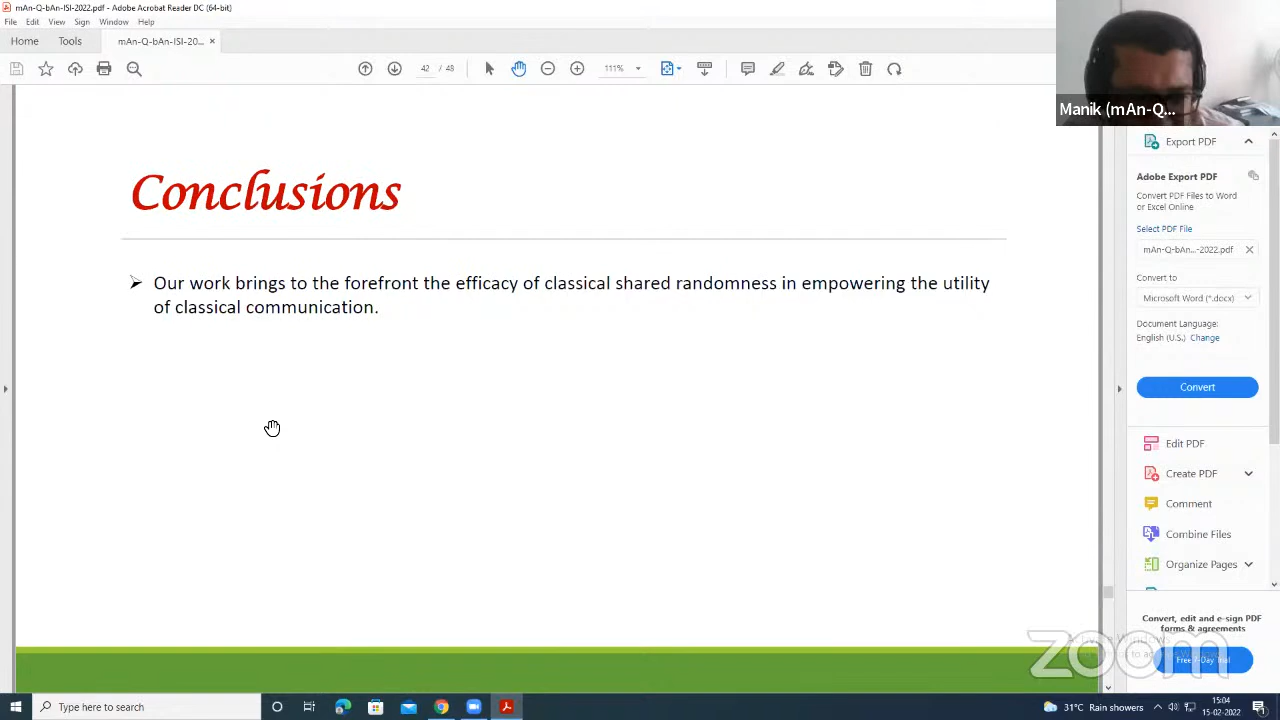 mAn-Q-bAn-ISI-2022.pdf - Adobe Acrobat Reader DC (64-bit)
File Edit View Sign Window Help
Home Tools mAn-Q-bAn-ISI-20...
42 / 48 111%
Manik (mAn-Q...
Conclusions
Our work brings to the forefront the efficacy of classical shared randomness in empowering the utility
of classical communication.
Export PDF
Adobe Export PDF
Convert PDF Files to Word
or Excel Online
Select PDF File
mAn-Q-bAn...-2022.pdf
Convert to
Microsoft Word (*.docx)
Document Language:
English (U.S.) Change
Convert
Edit PDF
Create PDF
Comment
Combine Files
Organize Pages
Convert, edit and e-sign PDF
forms & agreements
Free 7-Day Trial
zoom
Type here to search
31°C Rain showers
15:04
15-02-2022